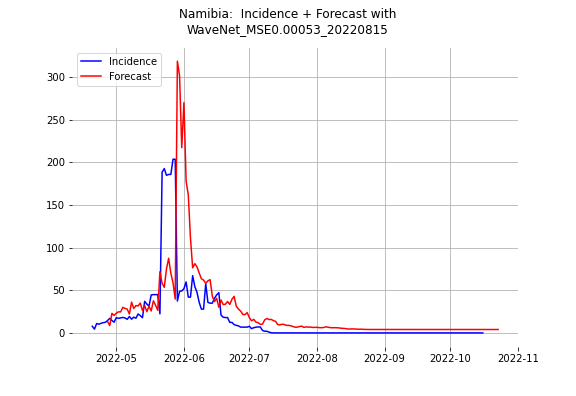 Namibia:  Incidence + Forecast with
WaveNet_MSE0.00053_20220815
Incidence
Forecast
300
250
200
150
100
50
0
2022-05 2022-06 2022-07 2022-08 2022-09 2022-10 2022-11